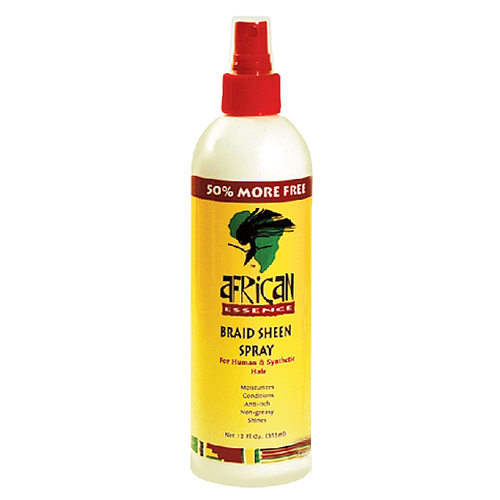 50% MORE FREE
AFRICAN
ESSENCE
BRAID SHEEN
SPRAY
For Human & Synthetic
Hair
Moisturizes
Conditions
Anti-itch
Non-greasy
Shines
Net 12 fl Oz. (355ml)